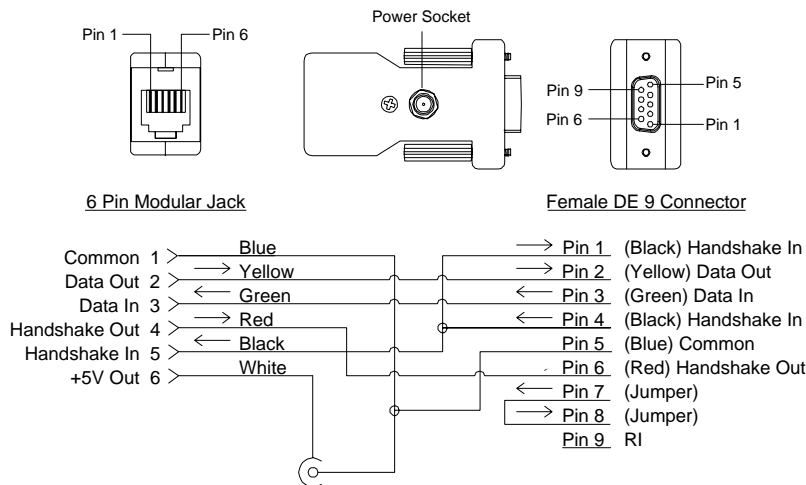 Power Socket
Pin 1
Pin 6
Pin 9
Pin 5
Pin 6
Pin 1
6 Pin Modular Jack
Female DE 9 Connector
Common 1
Blue
Data Out 2
Yellow
Data In 3
Green
Handshake Out 4
Red
Handshake In 5
Black
+5V Out 6
White
Pin 1 (Black) Handshake In
Pin 2 (Yellow) Data Out
Pin 3 (Green) Data In
Pin 4 (Black) Handshake In
Pin 5 (Blue) Common
Pin 6 (Red) Handshake Out
Pin 7 (Jumper)
Pin 8 (Jumper)
Pin 9 RI